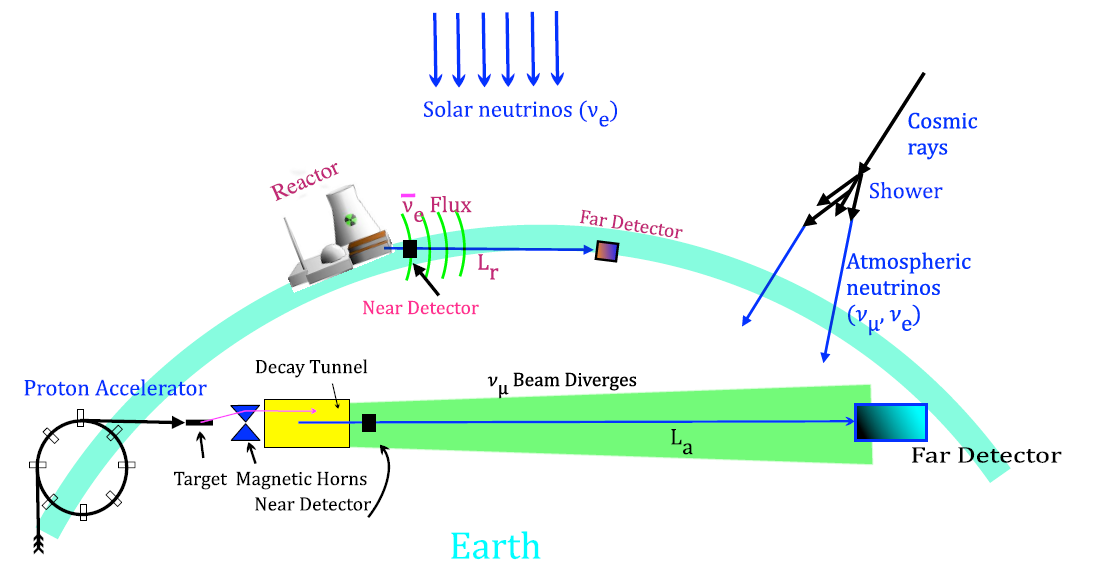 Solar neutrinos (νe)
Cosmic
rays
Shower
Reactor
ν̅e Flux
Far Detector
Lr
Near Detector
Atmospheric
neutrinos
(νμ, νe)
Decay Tunnel
νμ Beam Diverges
Proton Accelerator
La
Far Detector
Target
Magnetic Horns
Near Detector
Earth